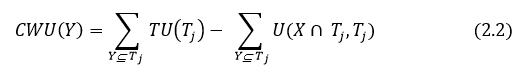 CWU(Y) = ∑_{Y⊆T_j} TU(T_j) − ∑_{Y⊆T_j} U(X ∩ T_j, T_j) (2.2)